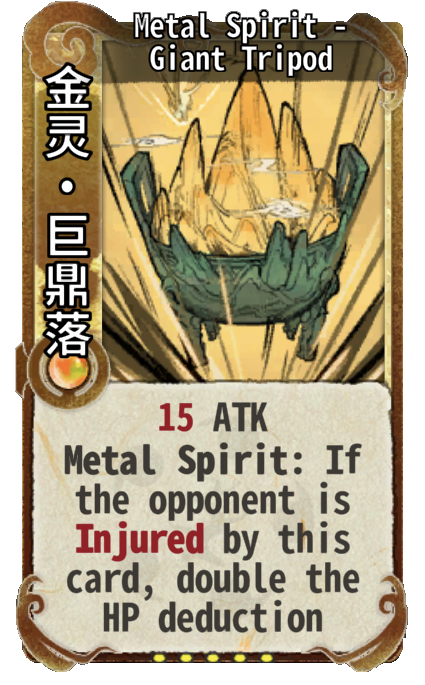 Metal Spirit -
Giant Tripod
金灵·巨鼎落
15 ATK
Metal Spirit: If
the opponent is
Injured by this
card, double the
HP deduction